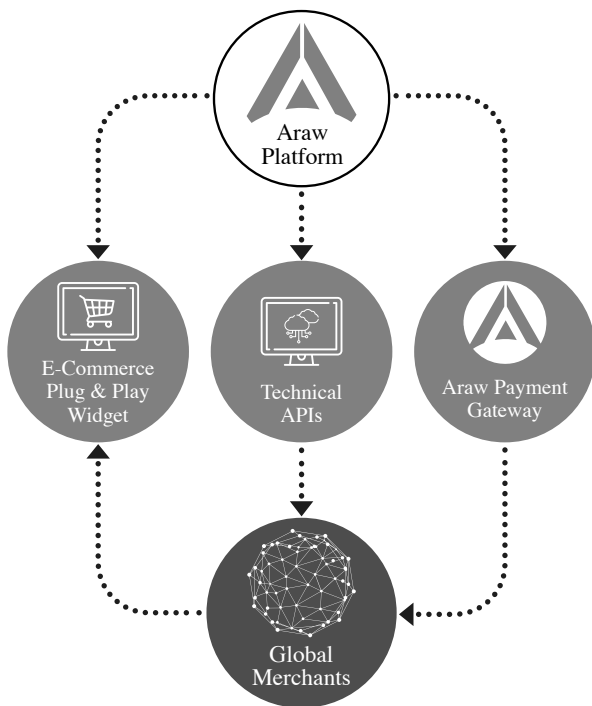 Araw
Platform
E-Commerce
Plug & Play
Widget
Technical
APIs
Araw Payment
Gateway
Global
Merchants